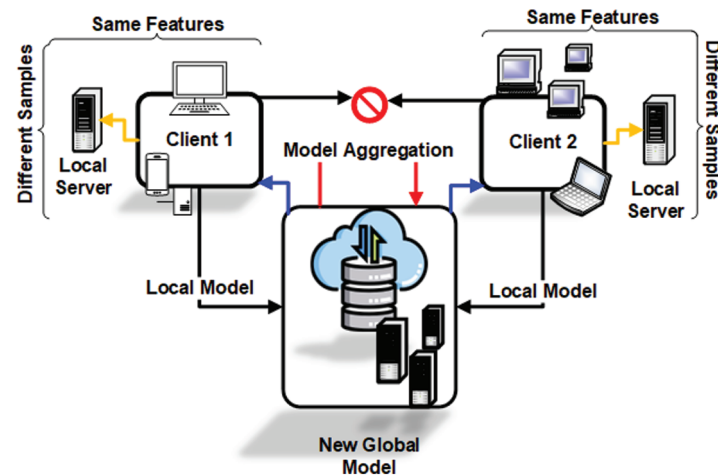 Same Features
Same Features
Different Samples
Different Samples
Client 1
Client 2
Local
Server
Model Aggregation
Local
Server
Local Model
Local Model
New Global
Model